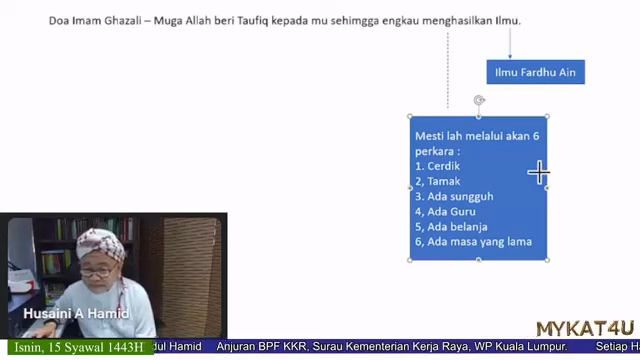 Doa Imam Ghazali – Muga Allah beri Taufiq kepada mu sehimgga engkau menghasilkan Ilmu.
Ilmu Fardhu Ain
Mesti lah melalui akan 6
perkara :
1. Cerdik
2, Tamak
3. Ada sungguh
4, Ada Guru
5, Ada belanja
6, Ada masa yang lama
Husaini A Hamid
MYKAT4U
Isnin, 15 Syawal 1443H dul Hamid Anjuran BPF KKR, Surau Kementerian Kerja Raya, WP Kuala Lumpur. Setiap H